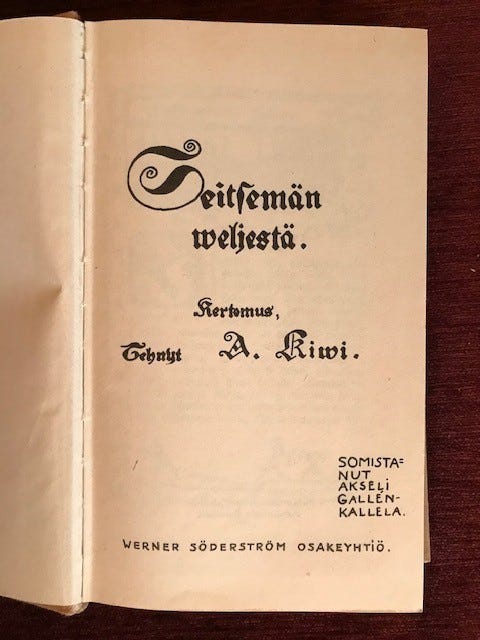 Seitsemän
weljestä.
Kertomus,
Tehnyt A. Kiwi.
SOMISTA=
NUT
AKSELI
GALLÉN-
KALLELA.
WERNER SÖDERSTRÖM OSAKEYHTIÖ.